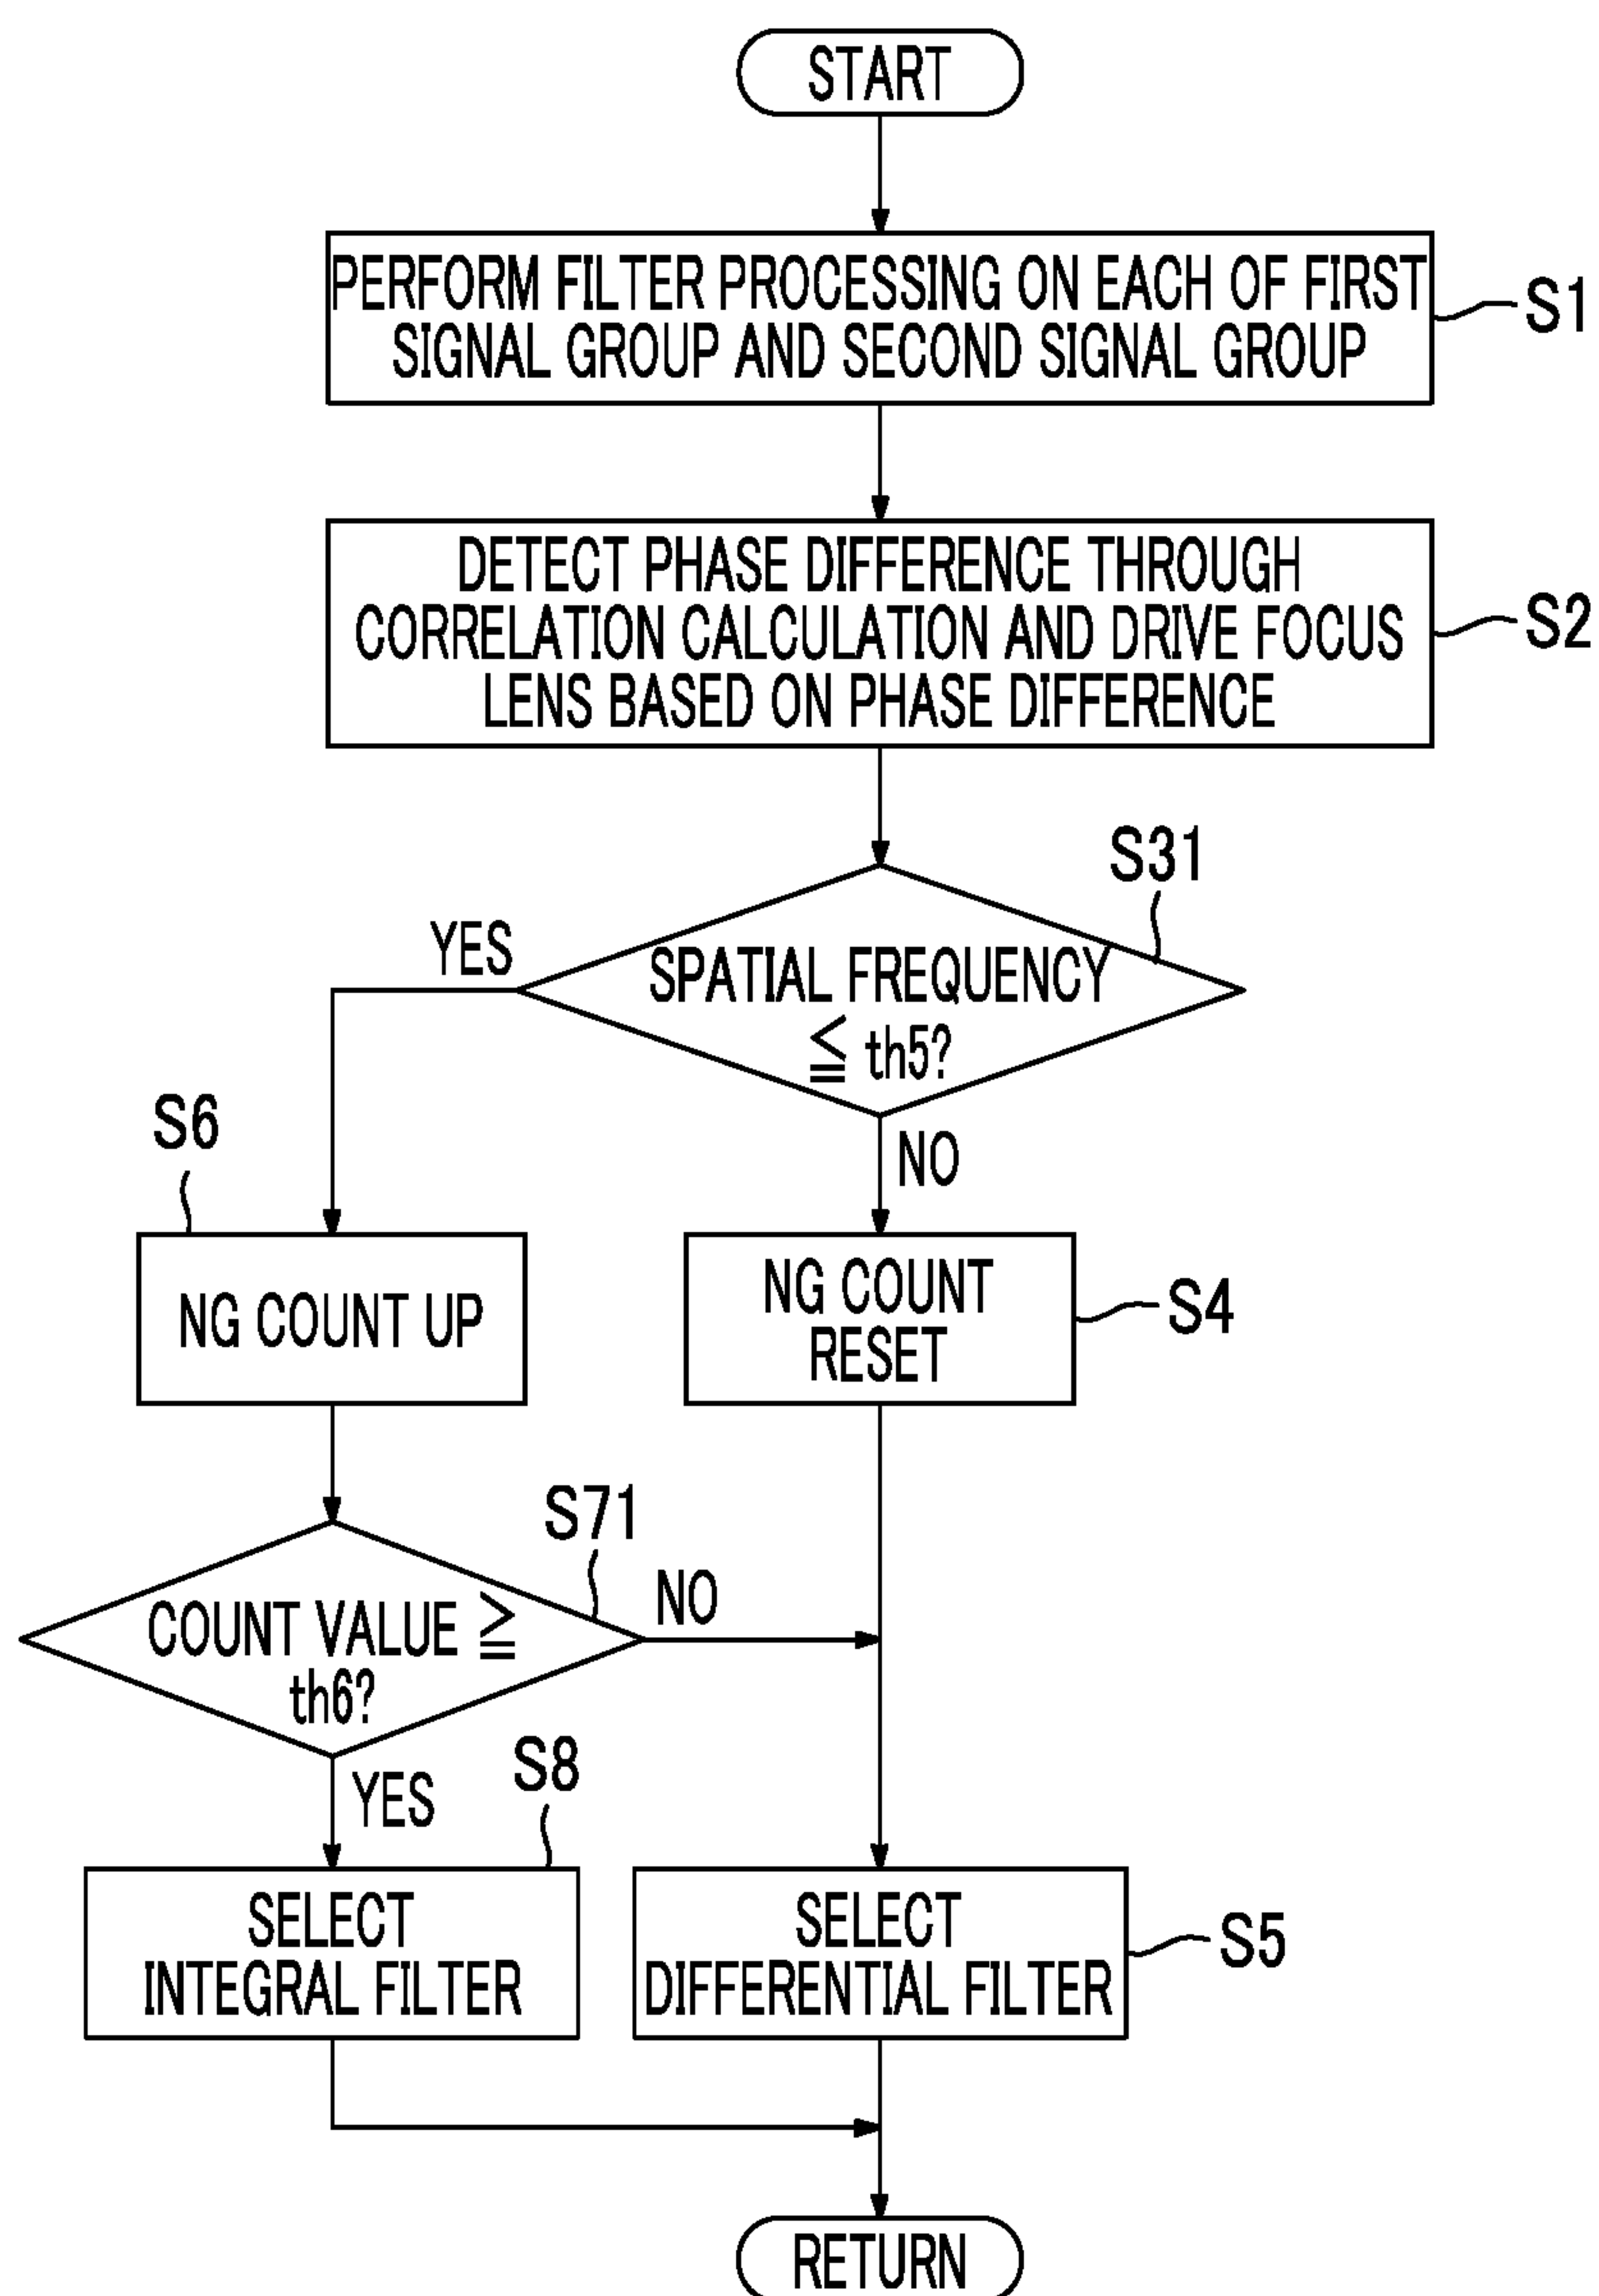 START
PERFORM FILTER PROCESSING ON EACH OF FIRST
SIGNAL GROUP AND SECOND SIGNAL GROUP
S1
DETECT PHASE DIFFERENCE THROUGH
CORRELATION CALCULATION AND DRIVE FOCUS
LENS BASED ON PHASE DIFFERENCE
S2
S31
YES
SPATIAL FREQUENCY
≦ th5?
NO
S6
NG COUNT UP
NG COUNT
RESET
S4
S71
COUNT VALUE ≧
th6?
NO
YES
S8
SELECT
INTEGRAL FILTER
SELECT
DIFFERENTIAL FILTER
S5
RETURN